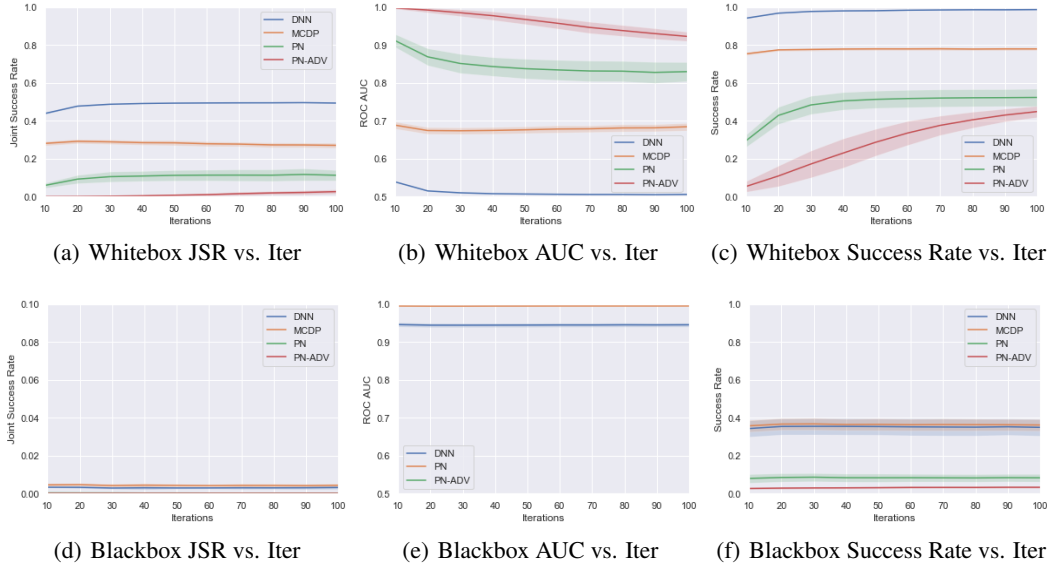 1.0
0.8
0.6
0.4
0.2
0.0
Joint Success Rate
DNN
MCDP
PN
PN-ADV
10 20 30 40 50 60 70 80 90 100
Iterations
(a) Whitebox JSR vs. Iter
1.0
0.9
0.8
0.7
0.6
0.5
ROC AUC
DNN
MCDP
PN
PN-ADV
10 20 30 40 50 60 70 80 90 100
Iterations
(b) Whitebox AUC vs. Iter
1.0
0.8
0.6
0.4
0.2
0.0
Success Rate
DNN
MCDP
PN
PN-ADV
10 20 30 40 50 60 70 80 90 100
Iterations
(c) Whitebox Success Rate vs. Iter
0.10
0.08
0.06
0.04
0.02
0.00
Joint Success Rate
DNN
MCDP
PN
PN-ADV
10 20 30 40 50 60 70 80 90 100
Iterations
(d) Blackbox JSR vs. Iter
1.0
0.9
0.8
0.7
0.6
0.5
ROC AUC
DNN
PN
PN-ADV
10 20 30 40 50 60 70 80 90 100
Iterations
(e) Blackbox AUC vs. Iter
1.0
0.8
0.6
0.4
0.2
0.0
Success Rate
DNN
MCDP
PN
PN-ADV
10 20 30 40 50 60 70 80 90 100
Iterations
(f) Blackbox Success Rate vs. Iter